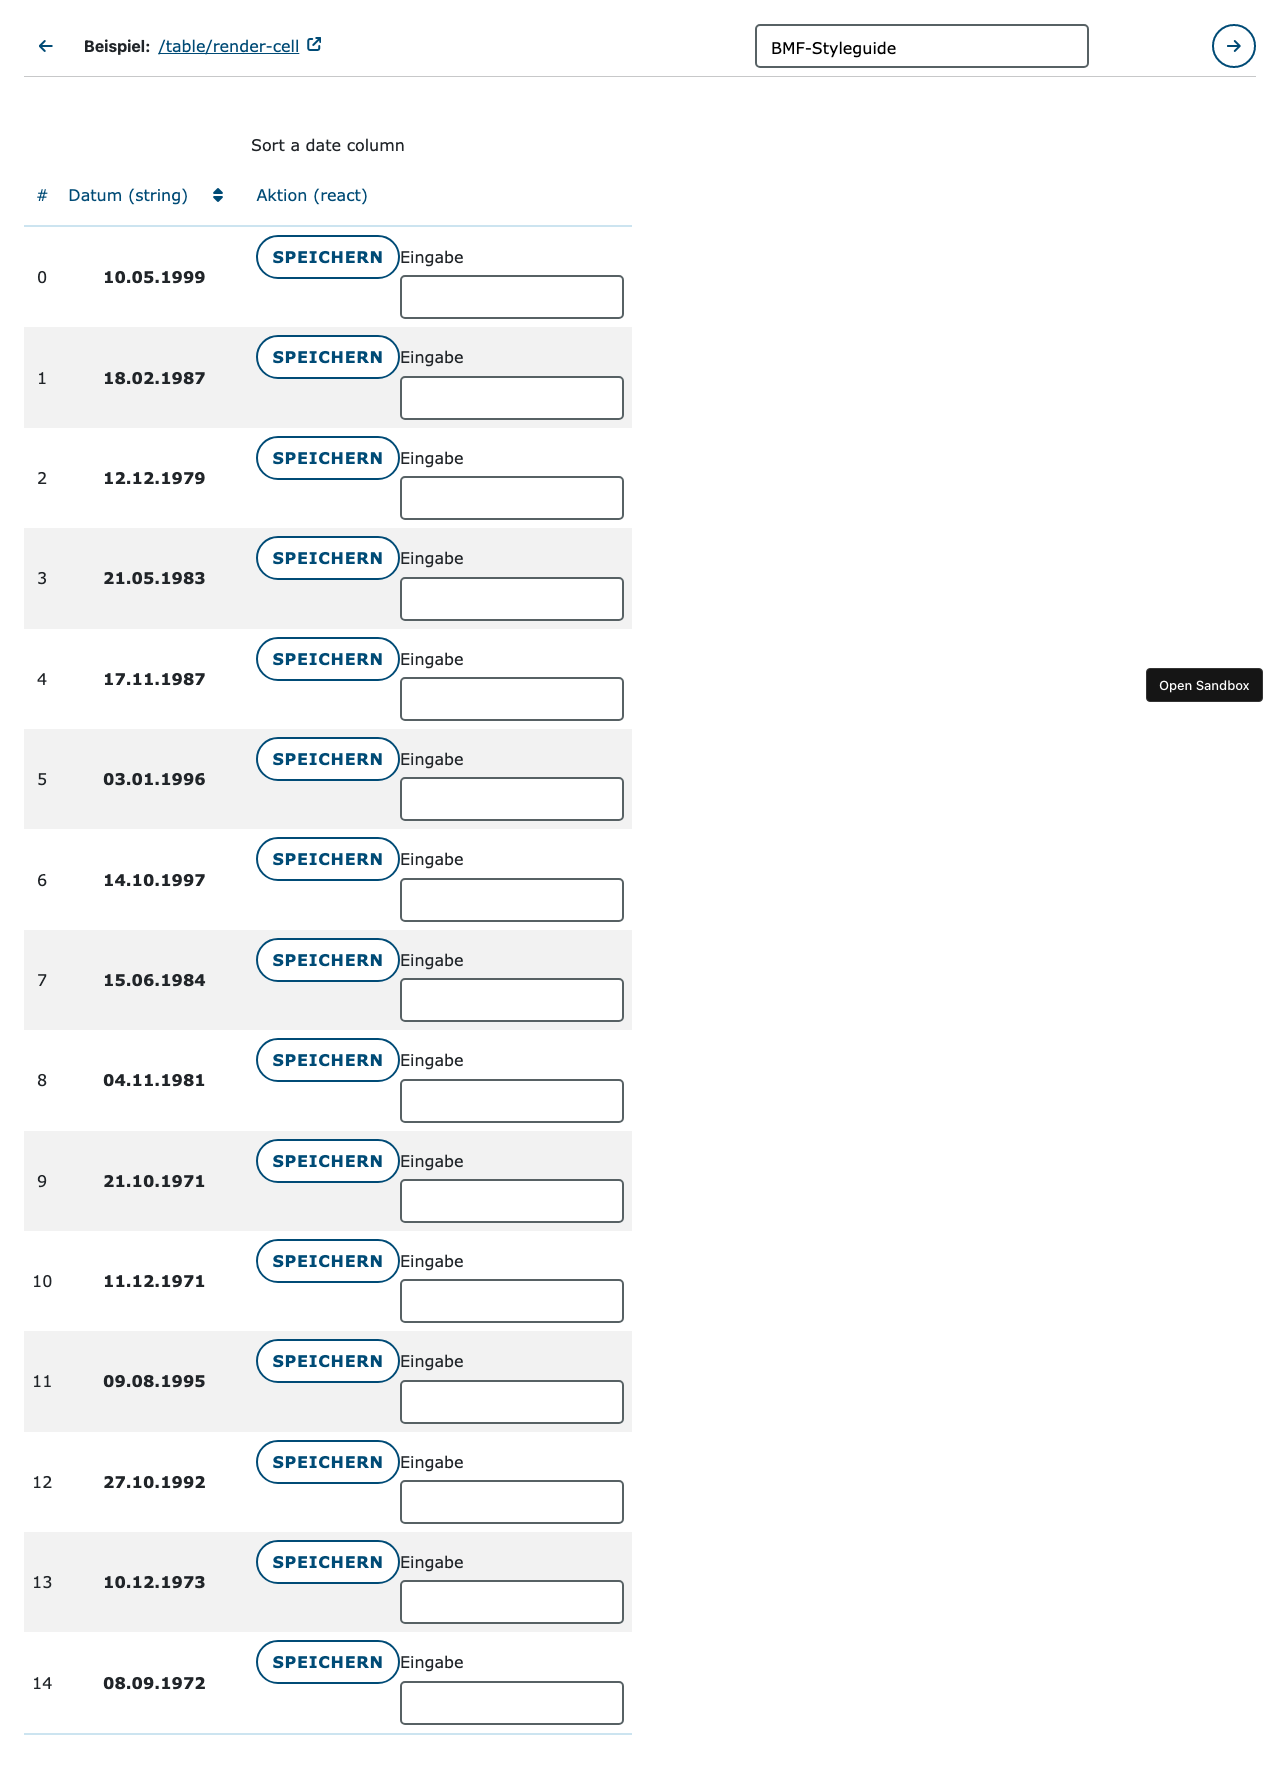 Beispiel: /table/render-cell
BMF-Styleguide
Sort a date column
# Datum (string) Aktion (react)
0 10.05.1999 SPEICHERN Eingabe
1 18.02.1987 SPEICHERN Eingabe
2 12.12.1979 SPEICHERN Eingabe
3 21.05.1983 SPEICHERN Eingabe
4 17.11.1987 SPEICHERN Eingabe
Open Sandbox
5 03.01.1996 SPEICHERN Eingabe
6 14.10.1997 SPEICHERN Eingabe
7 15.06.1984 SPEICHERN Eingabe
8 04.11.1981 SPEICHERN Eingabe
9 21.10.1971 SPEICHERN Eingabe
10 11.12.1971 SPEICHERN Eingabe
11 09.08.1995 SPEICHERN Eingabe
12 27.10.1992 SPEICHERN Eingabe
13 10.12.1973 SPEICHERN Eingabe
14 08.09.1972 SPEICHERN Eingabe